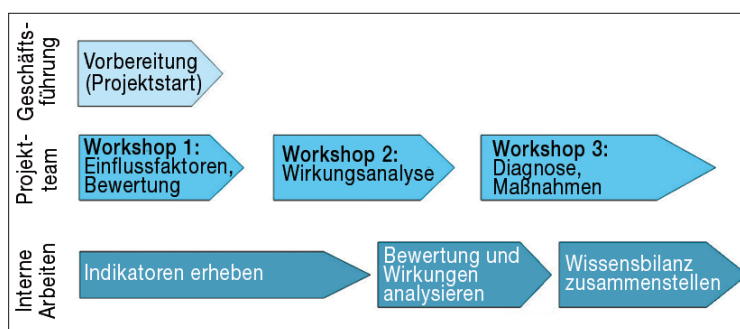 Geschäfts-
führung
Vorbereitung
(Projektstart)
Projekt-
team
Workshop 1:
Einflussfaktoren,
Bewertung
Workshop 2:
Wirkungsanalyse
Workshop 3:
Diagnose,
Maßnahmen
Interne
Arbeiten
Indikatoren erheben
Bewertung und
Wirkungen
analysieren
Wissensbilanz
zusammenstellen